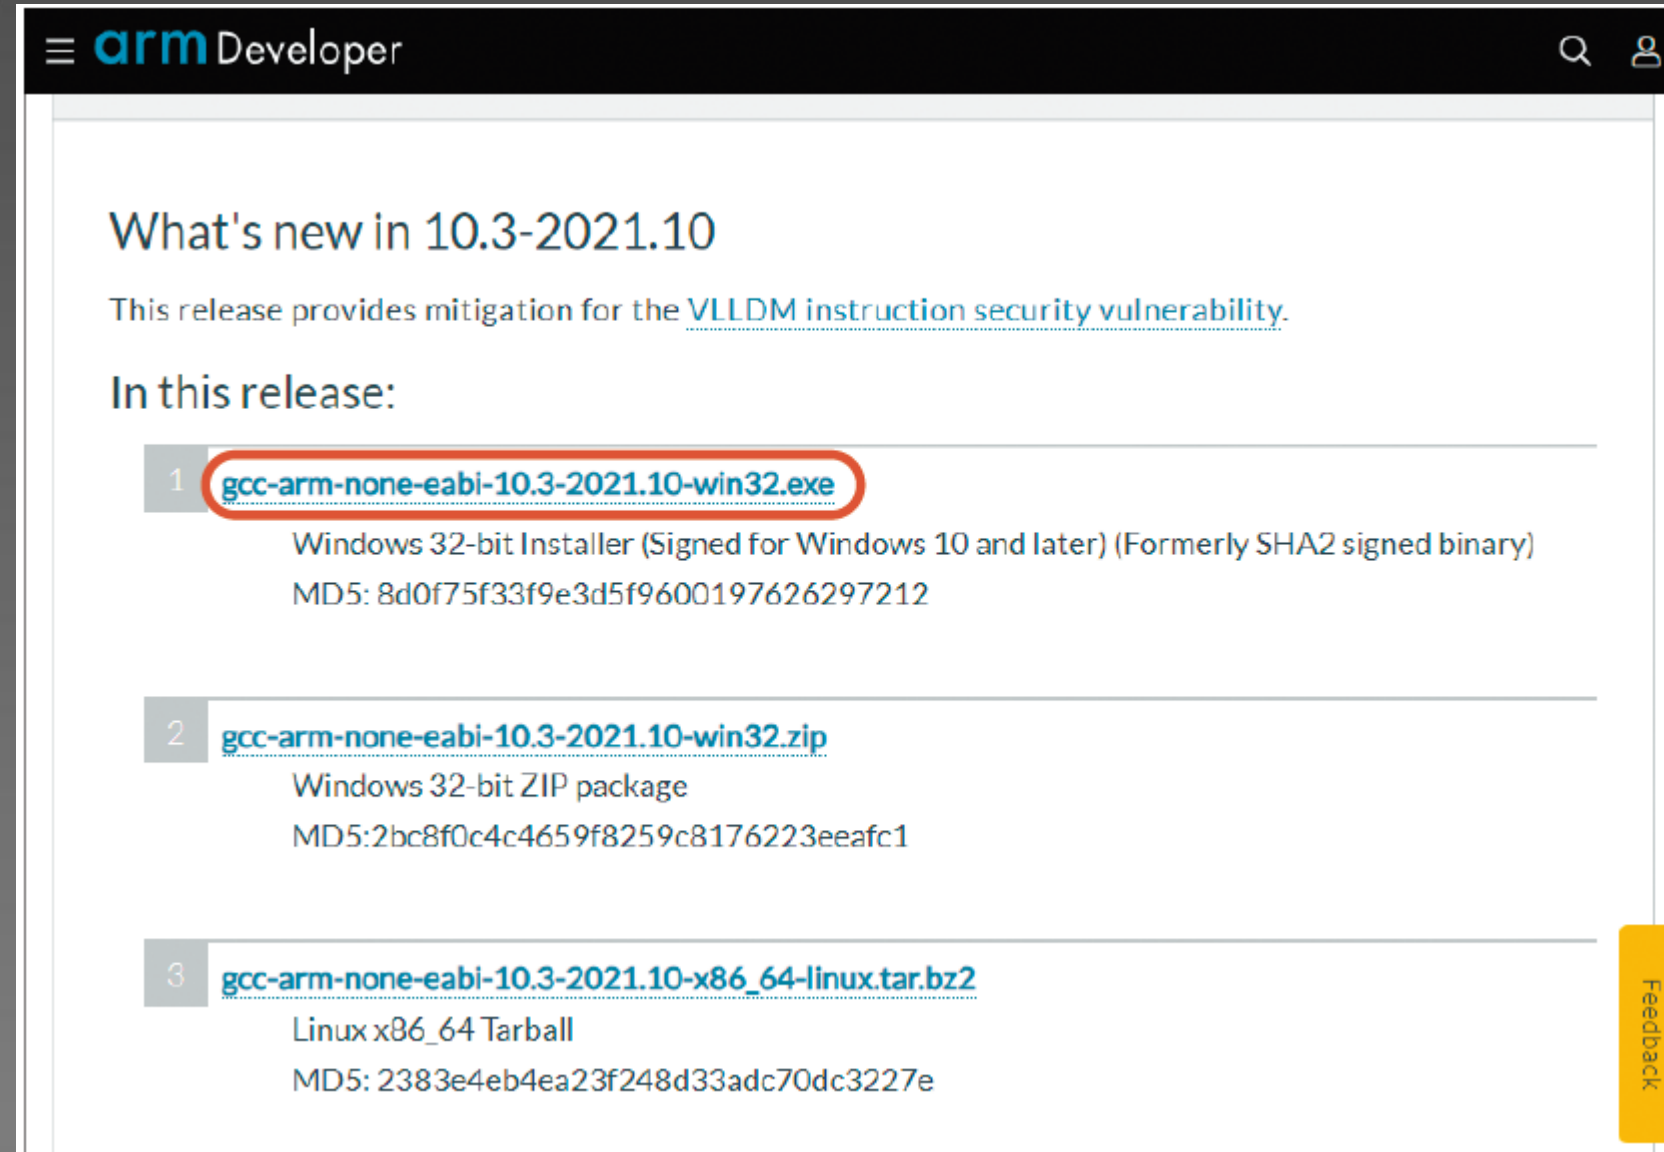 arm Developer
What's new in 10.3-2021.10
This release provides mitigation for the VLLDM instruction security vulnerability.
In this release:
1 gcc-arm-none-eabi-10.3-2021.10-win32.exe
Windows 32-bit Installer (Signed for Windows 10 and later) (Formerly SHA2 signed binary)
MD5: 8d0f75f33f9e3d5f9600197626297212
2 gcc-arm-none-eabi-10.3-2021.10-win32.zip
Windows 32-bit ZIP package
MD5:2bc8f0c4c4659f8259c8176223eeafc1
3 gcc-arm-none-eabi-10.3-2021.10-x86_64-linux.tar.bz2
Linux x86_64 Tarball
MD5: 2383e4eb4ea23f248d33adc70dc3227e
Feedback